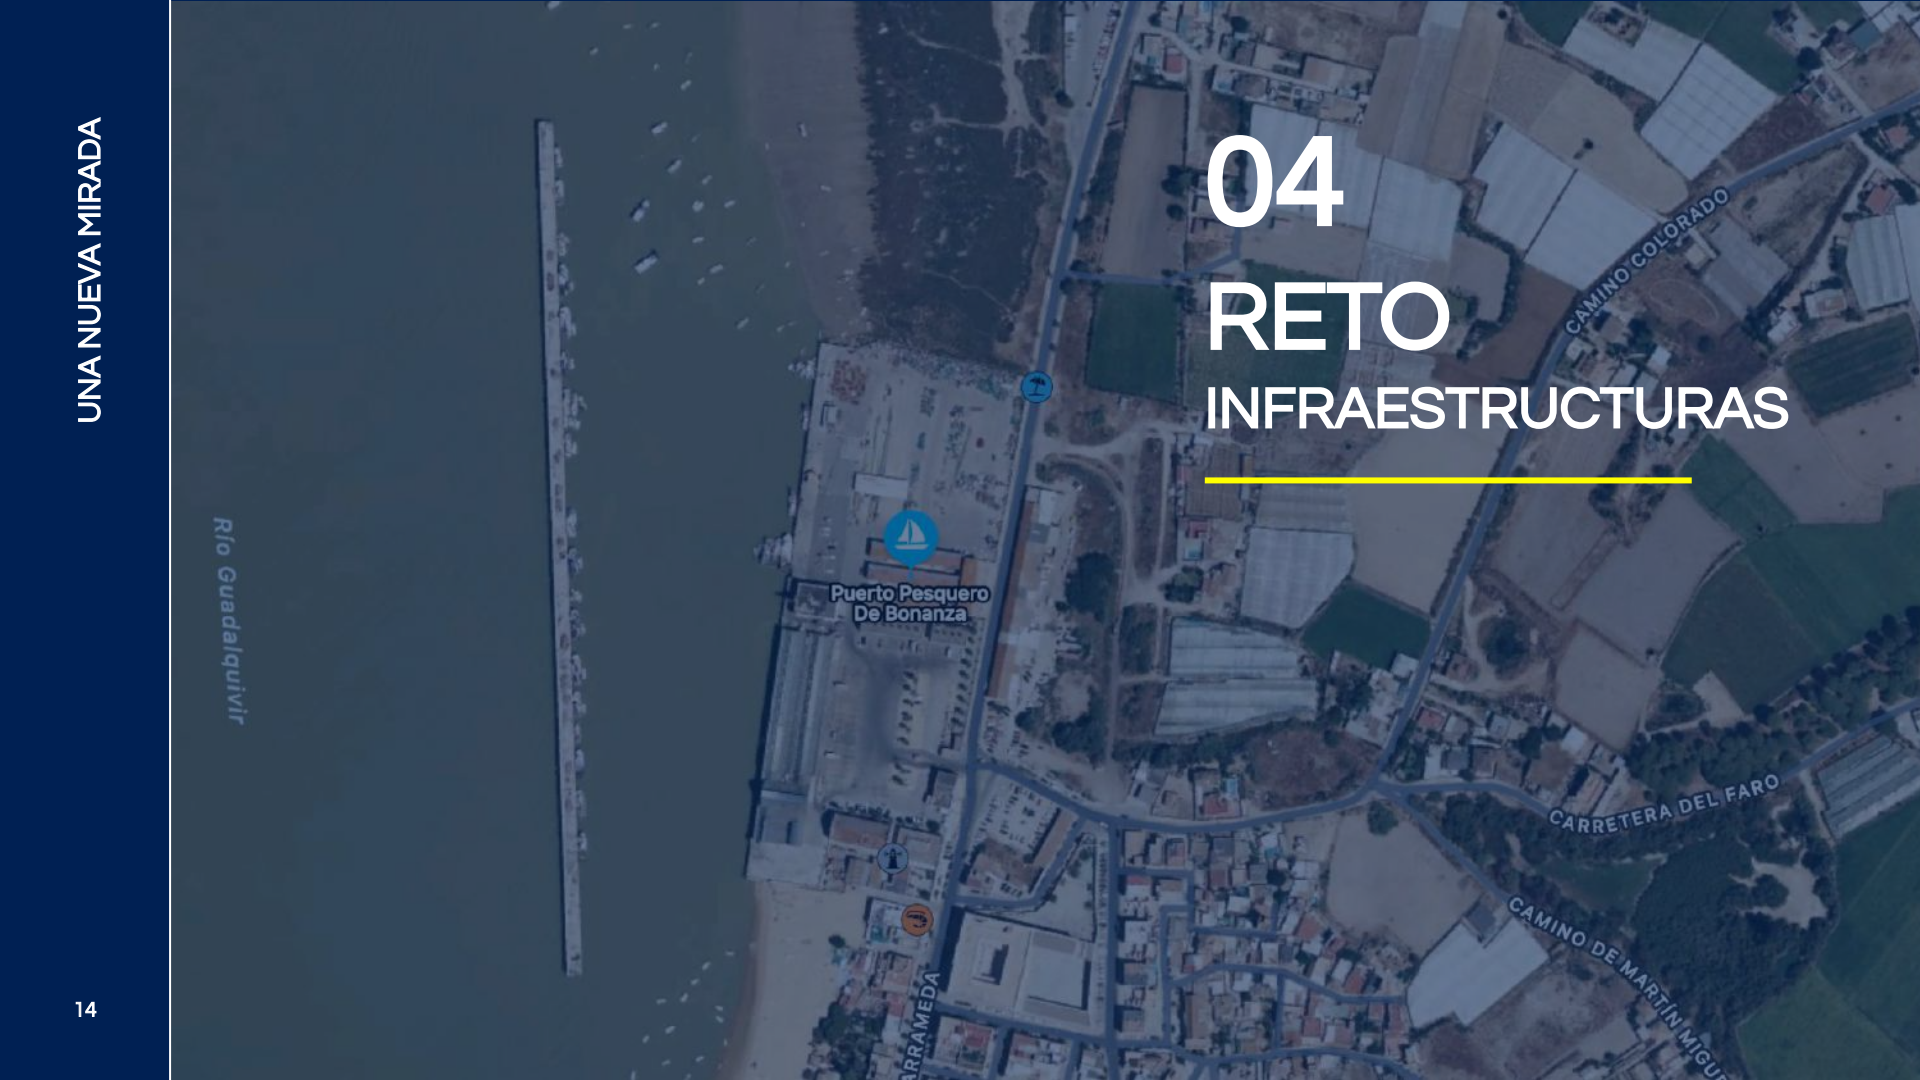 UNA NUEVA MIRADA
14
04
RETO
INFRAESTRUCTURAS
CAMINO COLORADO
Río Guadalquivir
Puerto Pesquero
De Bonanza
CARRETERA DEL FARO
CAMINO DE MARTÍN MIGU
ARRAMEDA